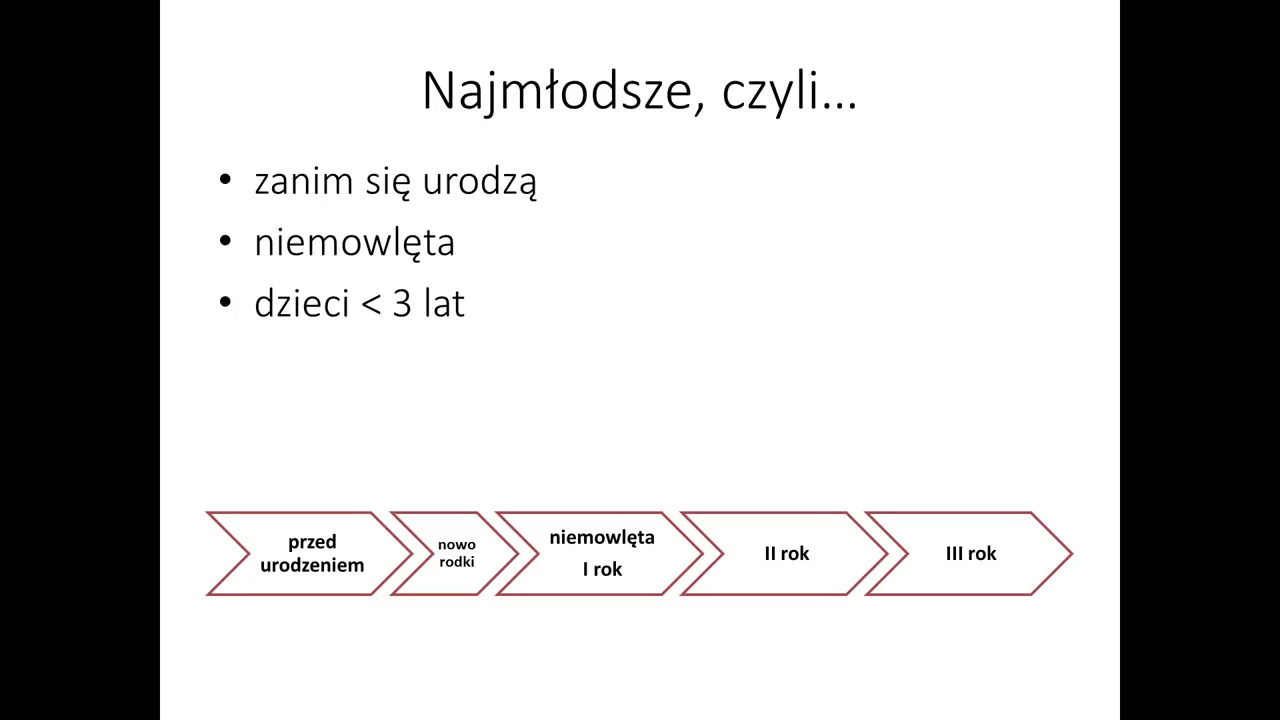 Najmłodsze, czyli...
• zanim się urodzą
• niemowlęta
• dzieci < 3 lat
przed
urodzeniem
nowo
rodki
niemowlęta
I rok
II rok
III rok